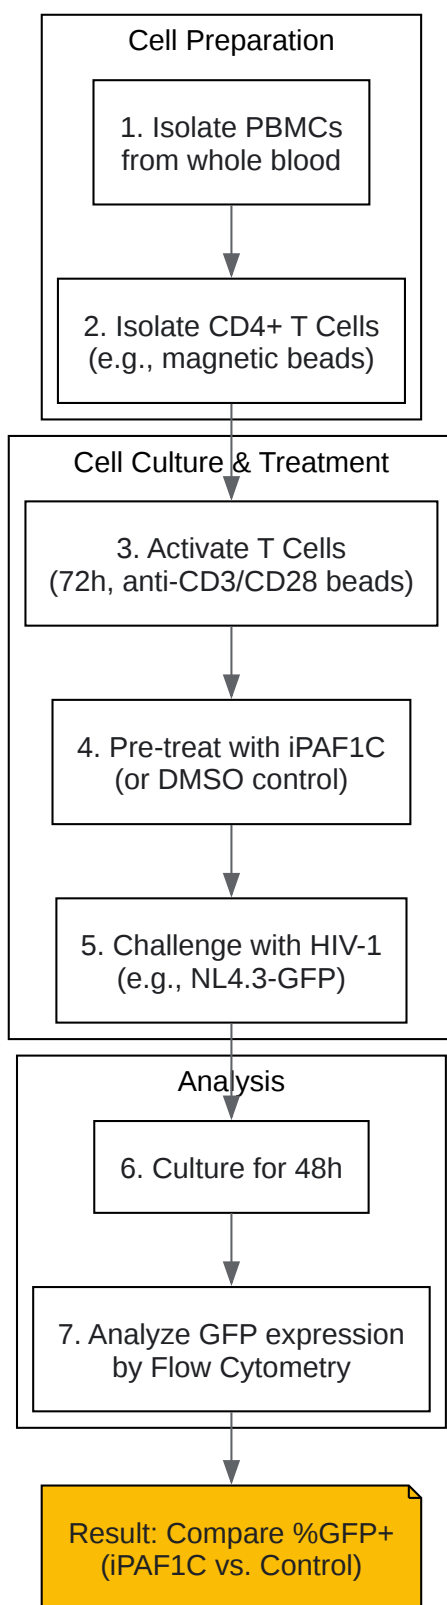 Cell Preparation
1. Isolate PBMCs
from whole blood
2. Isolate CD4+ T Cells
(e.g., magnetic beads)
Cell Culture & Treatment
3. Activate T Cells
(72h, anti-CD3/CD28 beads)
4. Pre-treat with iPAF1C
(or DMSO control)
5. Challenge with HIV-1
(e.g., NL4.3-GFP)
Analysis
6. Culture for 48h
7. Analyze GFP expression
by Flow Cytometry
Result: Compare %GFP+
(iPAF1C vs. Control)